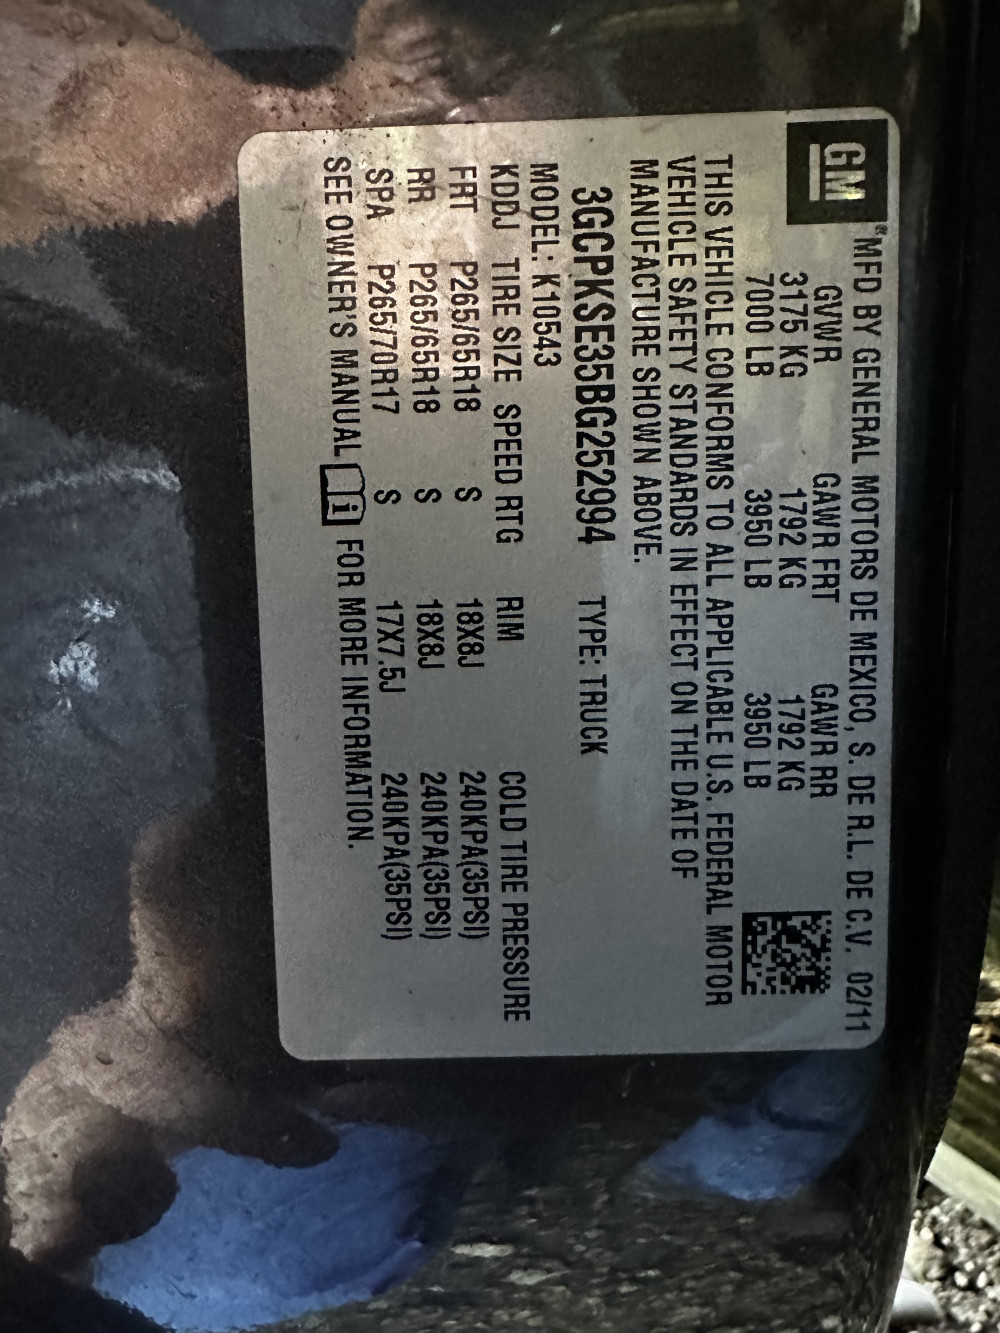 GM
®MFD BY GENERAL MOTORS DE MEXICO, S. DE R.L. DE C.V. 02/11
GVWR GAWR FRT GAWR RR
3175 KG 1792 KG 1792 KG
7000 LB 3950 LB 3950 LB
THIS VEHICLE CONFORMS TO ALL APPLICABLE U.S. FEDERAL MOTOR
VEHICLE SAFETY STANDARDS IN EFFECT ON THE DATE OF
MANUFACTURE SHOWN ABOVE.
3GCPKSE35BG252994 TYPE: TRUCK
MODEL: K10543
KDDJ TIRE SIZE SPEED RTG RIM COLD TIRE PRESSURE
FRT P265/65R18 S 18X8J 240KPA(35PSI)
RR P265/65R18 S 18X8J 240KPA(35PSI)
SPA P265/70R17 S 17X7.5J 240KPA(35PSI)
SEE OWNER'S MANUAL i FOR MORE INFORMATION.